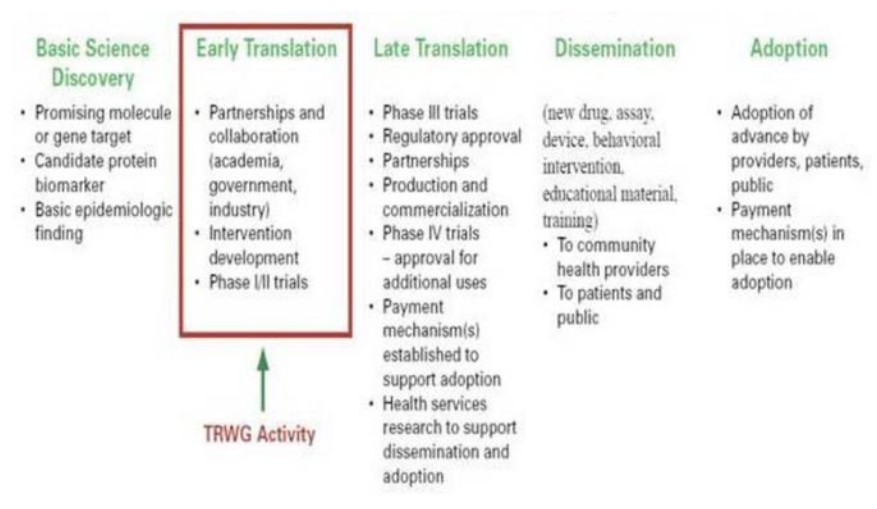 Basic Science
Discovery
• Promising molecule
or gene target
• Candidate protein
biomarker
• Basic epidemiologic
finding
Early Translation
• Partnerships and
collaboration
(academia,
government,
industry)
• Intervention
development
• Phase I/II trials
TRWG Activity
Late Translation
• Phase III trials
• Regulatory approval
• Partnerships
• Production and
commercialization
• Phase IV trials
– approval for
additional uses
• Payment
mechanism(s)
established to
support adoption
• Health services
research to support
dissemination and
adoption
Dissemination
(new drug, assay,
device, behavioral
intervention,
educational material,
training)
• To community
health providers
• To patients and
public
Adoption
• Adoption of
advance by
providers, patients,
public
• Payment
mechanism(s) in
place to enable
adoption